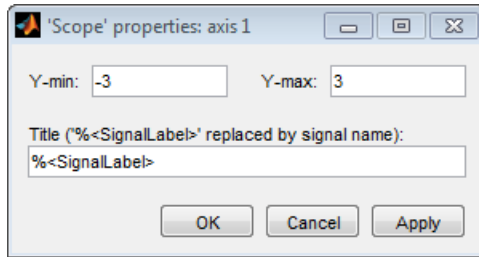 'Scope' properties: axis 1
Y-min: -3 Y-max: 3
Title ('%<SignalLabel>' replaced by signal name):
%<SignalLabel>
OK Cancel Apply